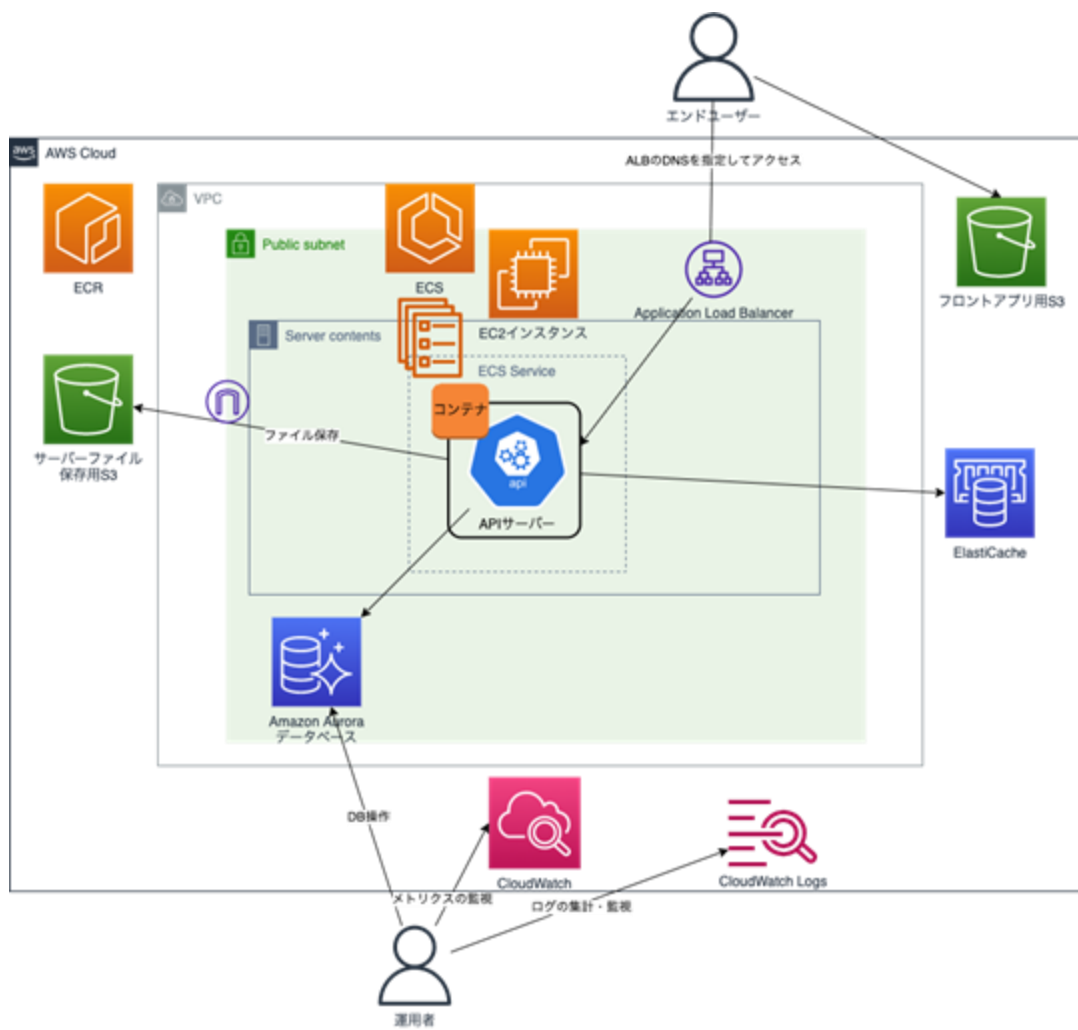 エンドユーザー
aws
AWS Cloud
ALBのDNSを指定してアクセス
VPC
ECR
Public subnet
ECS
EC2インスタンス
Application Load Balancer
フロントアプリ用S3
Server contents
ECS Service
コンテナ
ファイル保存
サーバーファイル
保存用S3
api
APIサーバー
ElastiCache
Amazon Aurora
データベース
DB操作
CloudWatch
CloudWatch Logs
メトリクスの監視
ログの集計・監視
運用者